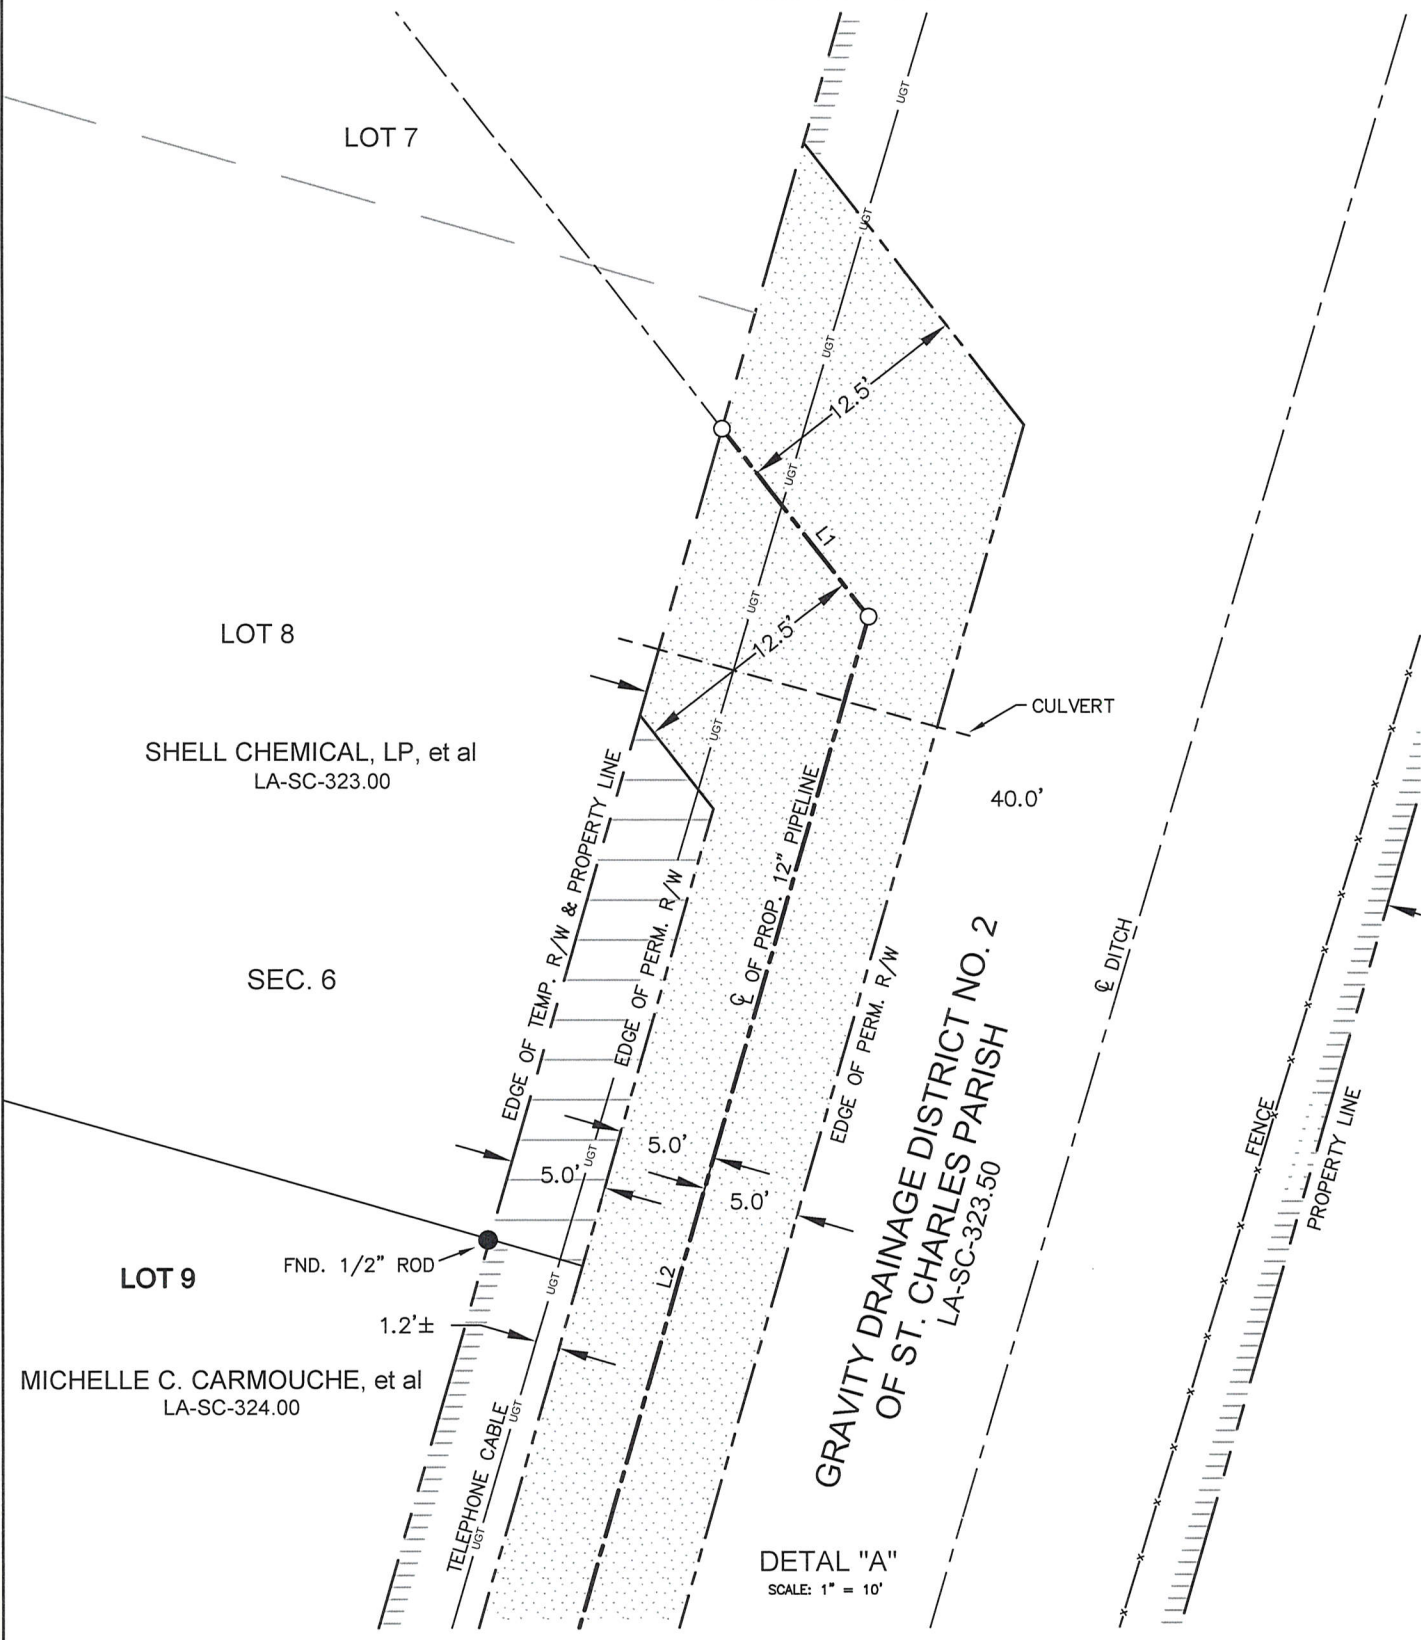 LOT 7
UGT
UGT
UGT
12.5'
UGT
L1
UGT
12.5'
LOT 8
CULVERT
UGT
SHELL CHEMICAL, LP, et al
LA-SC-323.00
40.0'
EDGE OF TEMP. R/W & PROPERTY LINE
EDGE OF PERM. R/W
℄ OF PROP. 12" PIPELINE
EDGE OF PERM. R/W
℄ DITCH
SEC. 6
GRAVITY DRAINAGE DISTRICT NO. 2
OF ST. CHARLES PARISH
LA-SC-323.50
FENCE
PROPERTY LINE
5.0'
UGT
5.0'
5.0'
FND. 1/2" ROD
LOT 9
UGT
L2
1.2'±
MICHELLE C. CARMOUCHE, et al
LA-SC-324.00
UGT
TELEPHONE CABLE
UGT
DETAL "A"
SCALE: 1" = 10'